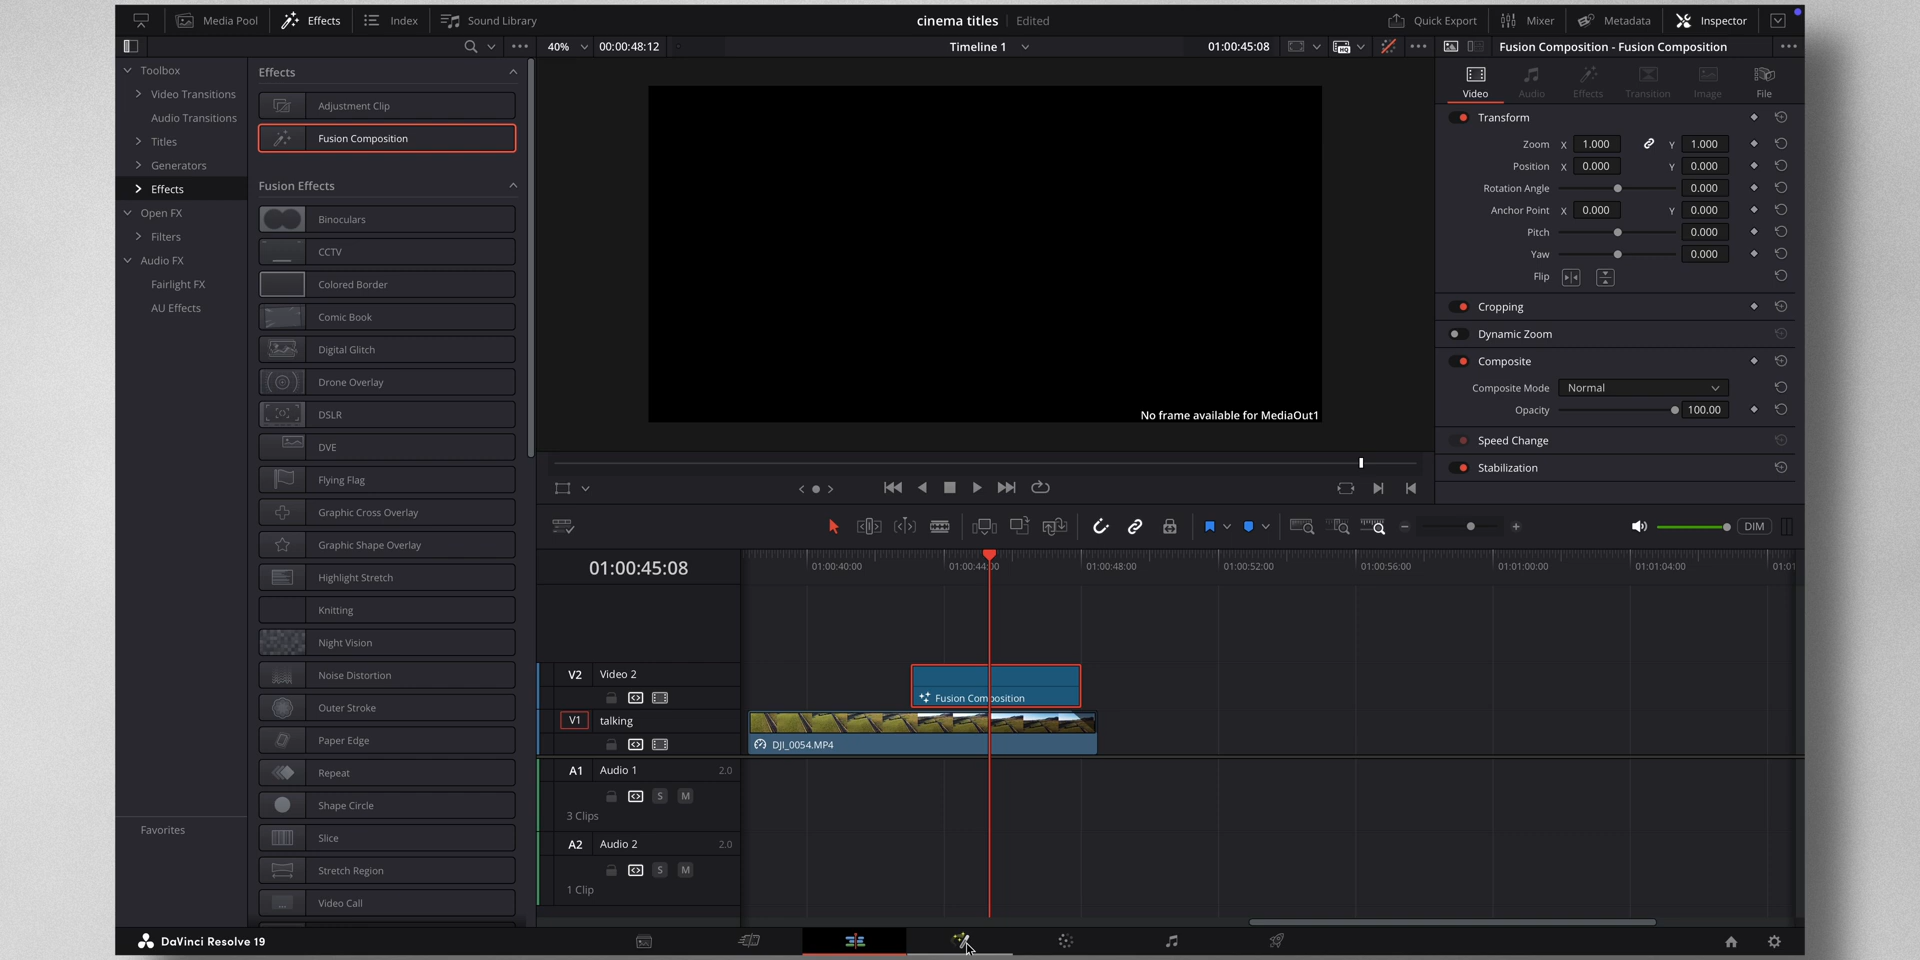 Media Pool
Effects
Index
Sound Library
cinema titles
Edited
Quick Export
Mixer
Metadata
Inspector
40%
00:00:48:12
Timeline 1
01:00:45:08
HQ
Fusion Composition - Fusion Composition
Toolbox
Video Transitions
Audio Transitions
Titles
Generators
Effects
Open FX
Filters
Audio FX
Fairlight FX
AU Effects
Favorites
Effects
Adjustment Clip
Fusion Composition
Fusion Effects
Binoculars
CCTV
Colored Border
Comic Book
Digital Glitch
Drone Overlay
DSLR
DVE
Flying Flag
Graphic Cross Overlay
Graphic Shape Overlay
Highlight Stretch
Knitting
Night Vision
Noise Distortion
Outer Stroke
Paper Edge
Repeat
Shape Circle
Slice
Stretch Region
Video Call
No frame available for MediaOut1
Video
Audio
Effects
Transition
Image
File
Transform
Zoom X 1.000 Y 1.000
Position X 0.000 Y 0.000
Rotation Angle 0.000
Anchor Point X 0.000 Y 0.000
Pitch 0.000
Yaw 0.000
Flip
Cropping
Dynamic Zoom
Composite
Composite Mode Normal
Opacity 100.00
Speed Change
Stabilization
DIM
01:00:45:08
01:00:40:00
01:00:44:00
01:00:48:00
01:00:52:00
01:00:56:00
01:01:00:00
01:01:04:00
V2 Video 2
Fusion Composition
V1 talking
DJI_0054.MP4
A1 Audio 1 2.0
S M
3 Clips
A2 Audio 2 2.0
S M
1 Clip
DaVinci Resolve 19